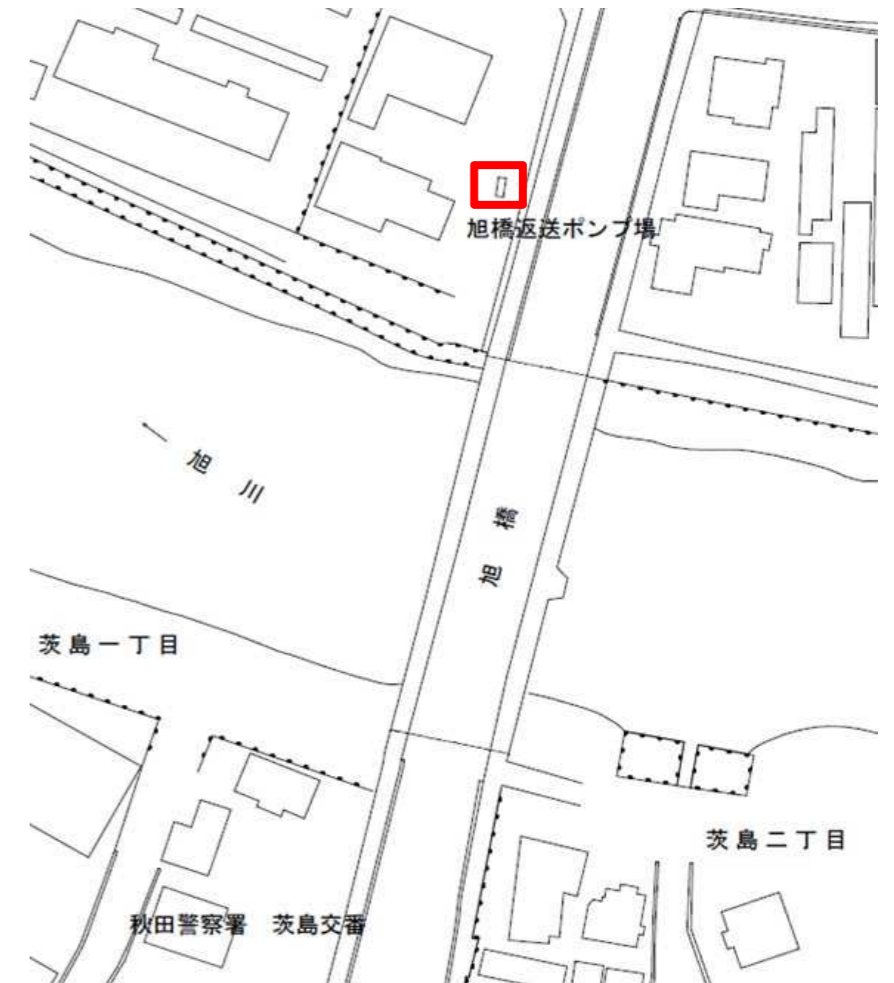 旭橋返送ポンプ場
旭川
旭橋
茨島一丁目
茨島二丁目
秋田警察署 茨島交番